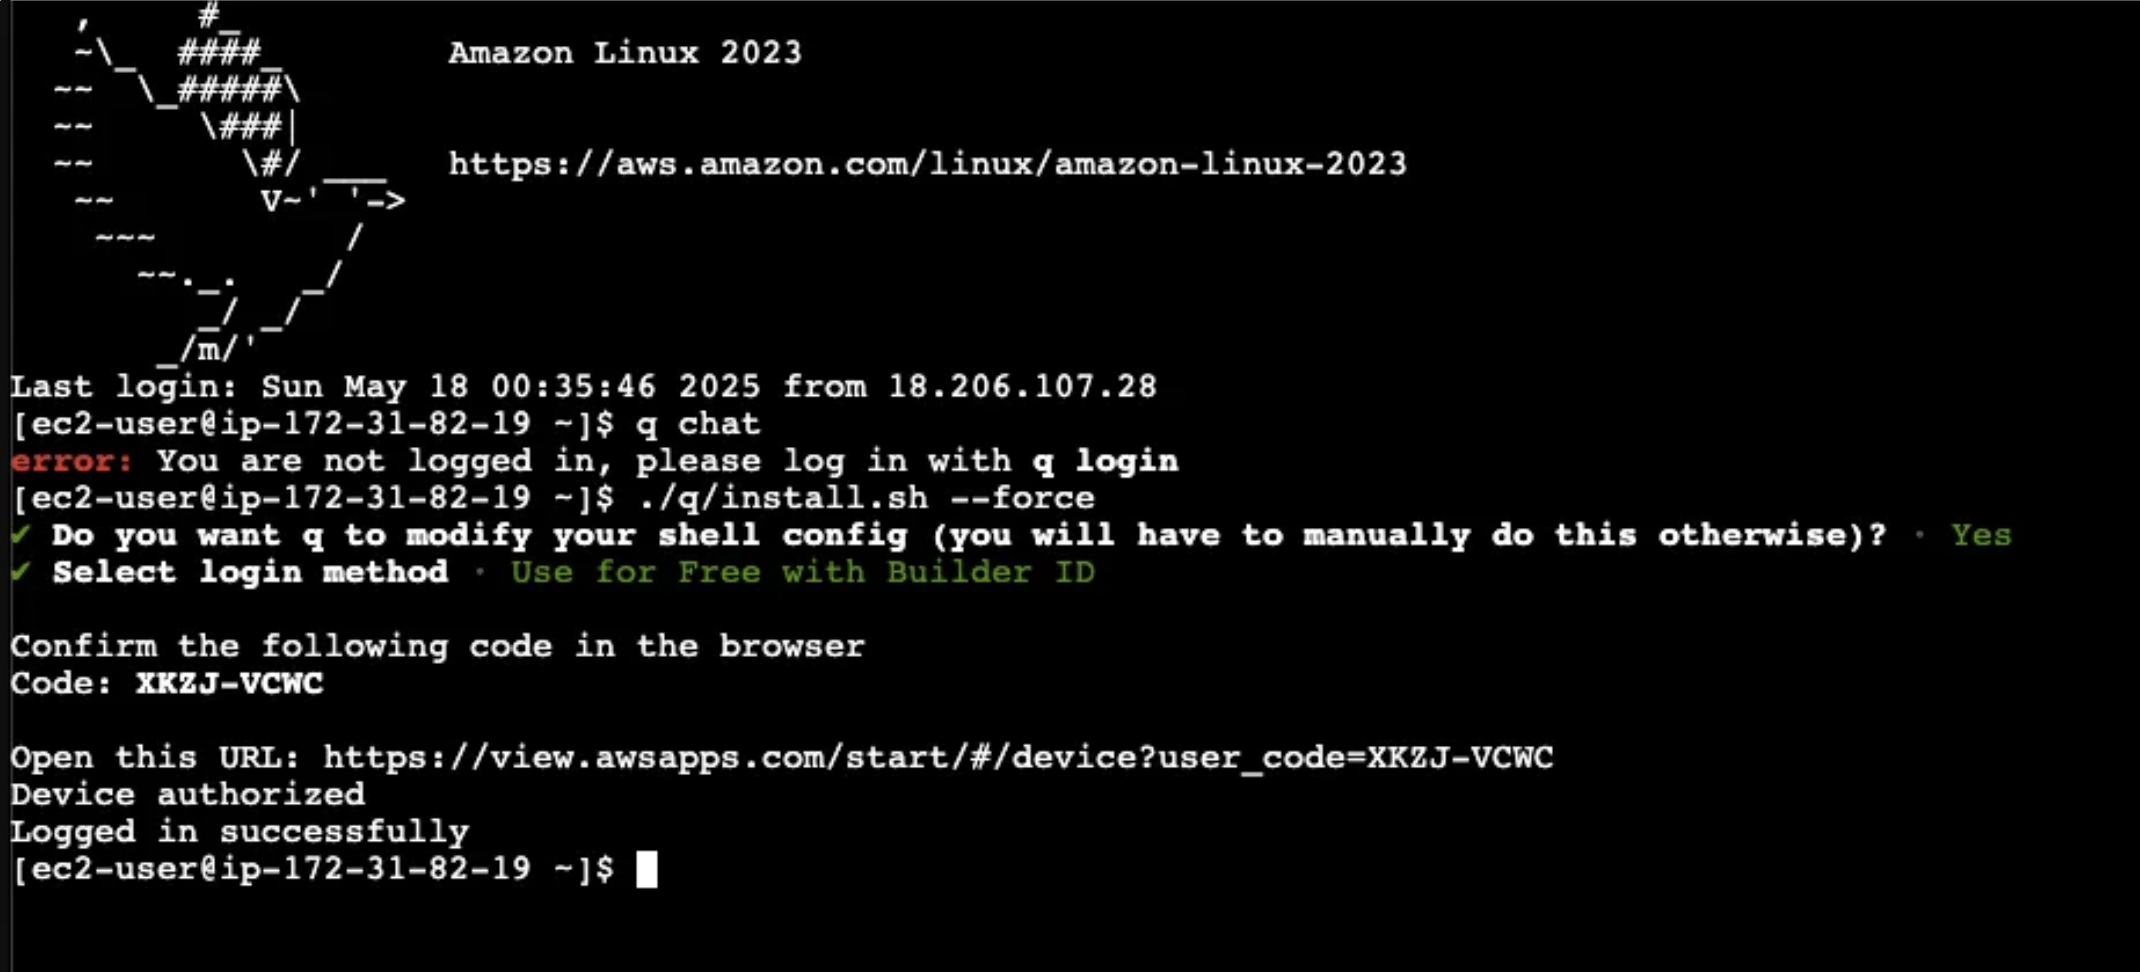 ,     #_
   ~\_  ####_        Amazon Linux 2023
  ~~  \_#####\
  ~~     \###|
  ~~       \#/ ___   https://aws.amazon.com/linux/amazon-linux-2023
   ~~       V~' '->
    ~~~         /
      ~~._.   _/
         _/ _/
       _/m/'
Last login: Sun May 18 00:35:46 2025 from 18.206.107.28
[ec2-user@ip-172-31-82-19 ~]$ q chat
error: You are not logged in, please log in with q login
[ec2-user@ip-172-31-82-19 ~]$ ./q/install.sh --force
✔ Do you want q to modify your shell config (you will have to manually do this otherwise)? · Yes
✔ Select login method · Use for Free with Builder ID
Confirm the following code in the browser
Code: XKZJ-VCWC
Open this URL: https://view.awsapps.com/start/#/device?user_code=XKZJ-VCWC
Device authorized
Logged in successfully
[ec2-user@ip-172-31-82-19 ~]$